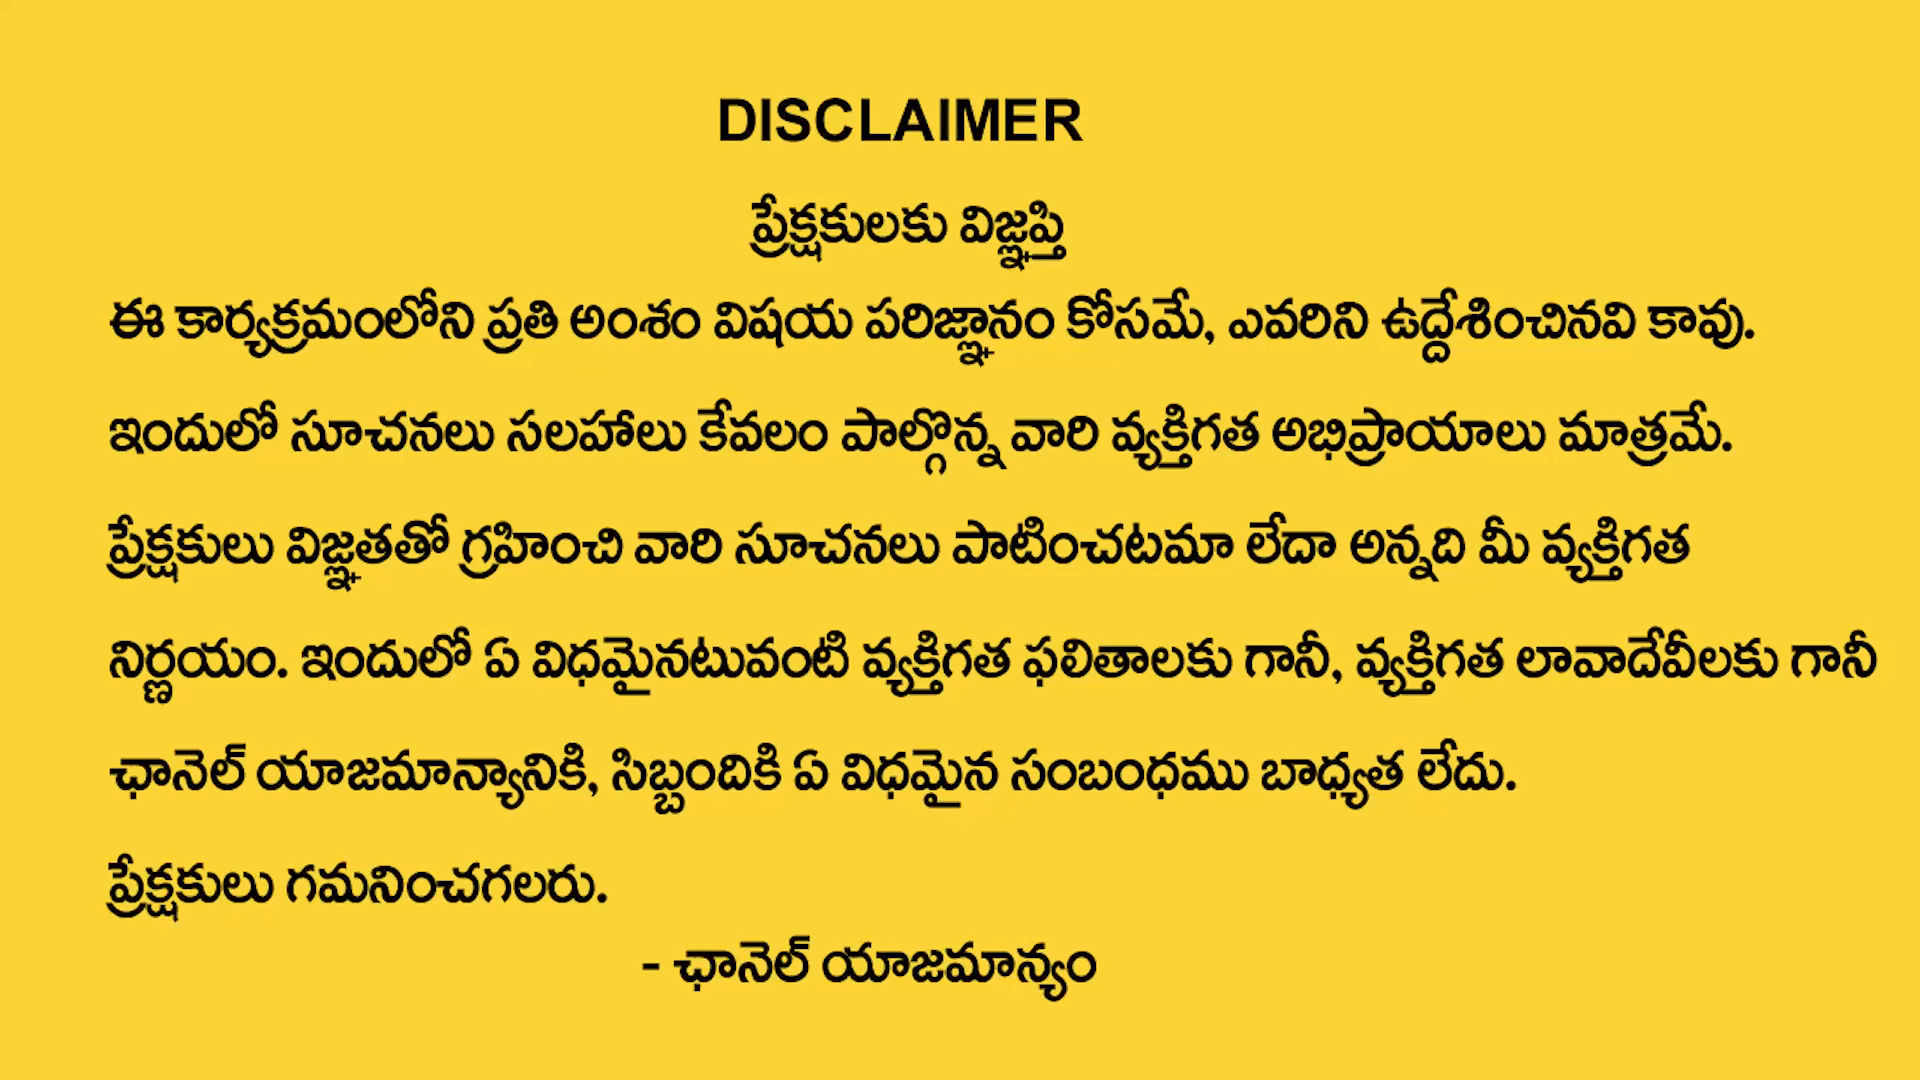 DISCLAIMER
ప్రేక్షకులకు విజ్ఞప్తి
ఈ కార్యక్రమంలోని ప్రతి అంశం విషయ పరిజ్ఞానం కోసమే, ఎవరిని ఉద్దేశించినవి కావు.
ఇందులో సూచనలు సలహాలు కేవలం పాల్గొన్న వారి వ్యక్తిగత అభిప్రాయాలు మాత్రమే.
ప్రేక్షకులు విజ్ఞతతో గ్రహించి వారి సూచనలు పాటించటమా లేదా అన్నది మీ వ్యక్తిగత
నిర్ణయం. ఇందులో ఏ విధమైనటువంటి వ్యక్తిగత ఫలితాలకు గానీ, వ్యక్తిగత లావాదేవీలకు గానీ
ఛానెల్ యాజమాన్యానికి, సిబ్బందికి ఏ విధమైన సంబంధము బాధ్యత లేదు.
ప్రేక్షకులు గమనించగలరు.
- ఛానెల్ యాజమాన్యం